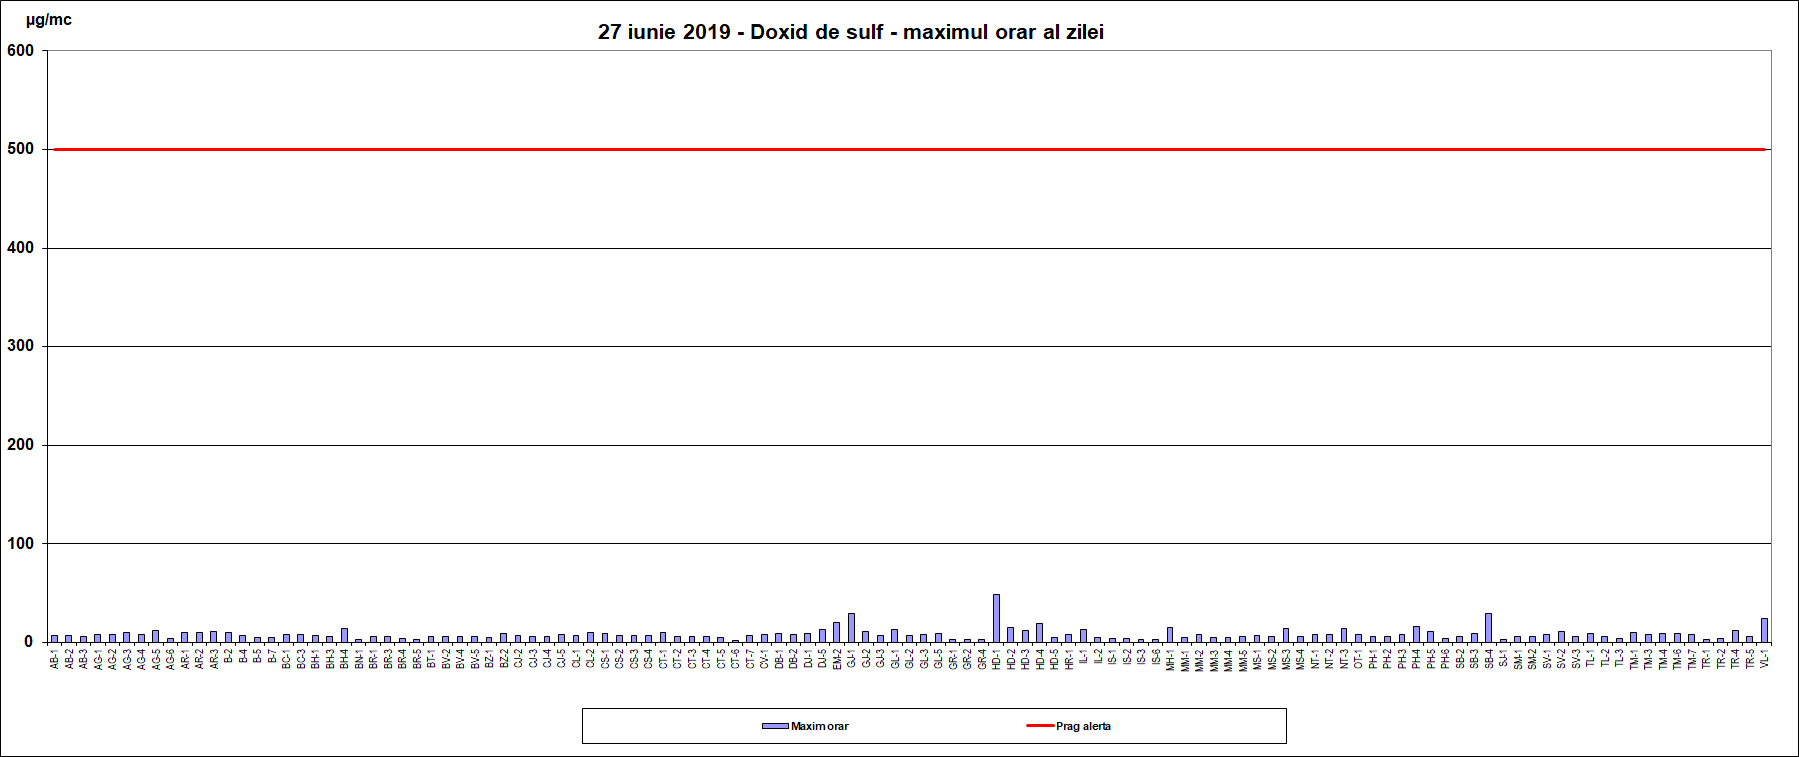 µg/mc
27 iunie 2019 - Doxid de sulf - maximul orar al zilei
600
500
400
300
200
100
0
AB-1 AB-2 AB-3 AG-1 AG-2 AG-3 AG-4 AG-5 AG-6 AR-1 AR-2 AR-3 B-2 B-4 B-5 B-7 BC-1 BC-3 BH-1 BH-3 BH-4 BN-1 BR-1 BR-3 BR-4 BR-5 BT-1 BV-2 BV-4 BV-5 BZ-1 BZ-2 CJ-2 CJ-3 CJ-4 CJ-5 CL-1 CL-2 CS-1 CS-2 CS-3 CS-4 CT-1 CT-2 CT-3 CT-4 CT-5 CT-6 CT-7 CV-1 DB-1 DB-2 DJ-1 DJ-5 EM-2 GJ-1 GJ-2 GJ-3 GL-1 GL-2 GL-3 GL-5 GR-1 GR-2 GR-4 HD-1 HD-2 HD-3 HD-4 HD-5 HR-1 IL-1 IL-2 IS-1 IS-2 IS-3 IS-6 MH-1 MM-1 MM-2 MM-3 MM-4 MM-5 MS-1 MS-2 MS-3 MS-4 NT-1 NT-2 NT-3 OT-1 PH-1 PH-2 PH-3 PH-4 PH-5 PH-6 SB-2 SB-3 SB-4 SJ-1 SM-1 SM-2 SV-1 SV-2 SV-3 TL-1 TL-2 TL-3 TM-1 TM-3 TM-4 TM-6 TM-7 TR-1 TR-2 TR-4 TR-5 VL-1
Maxim orar Prag alerta